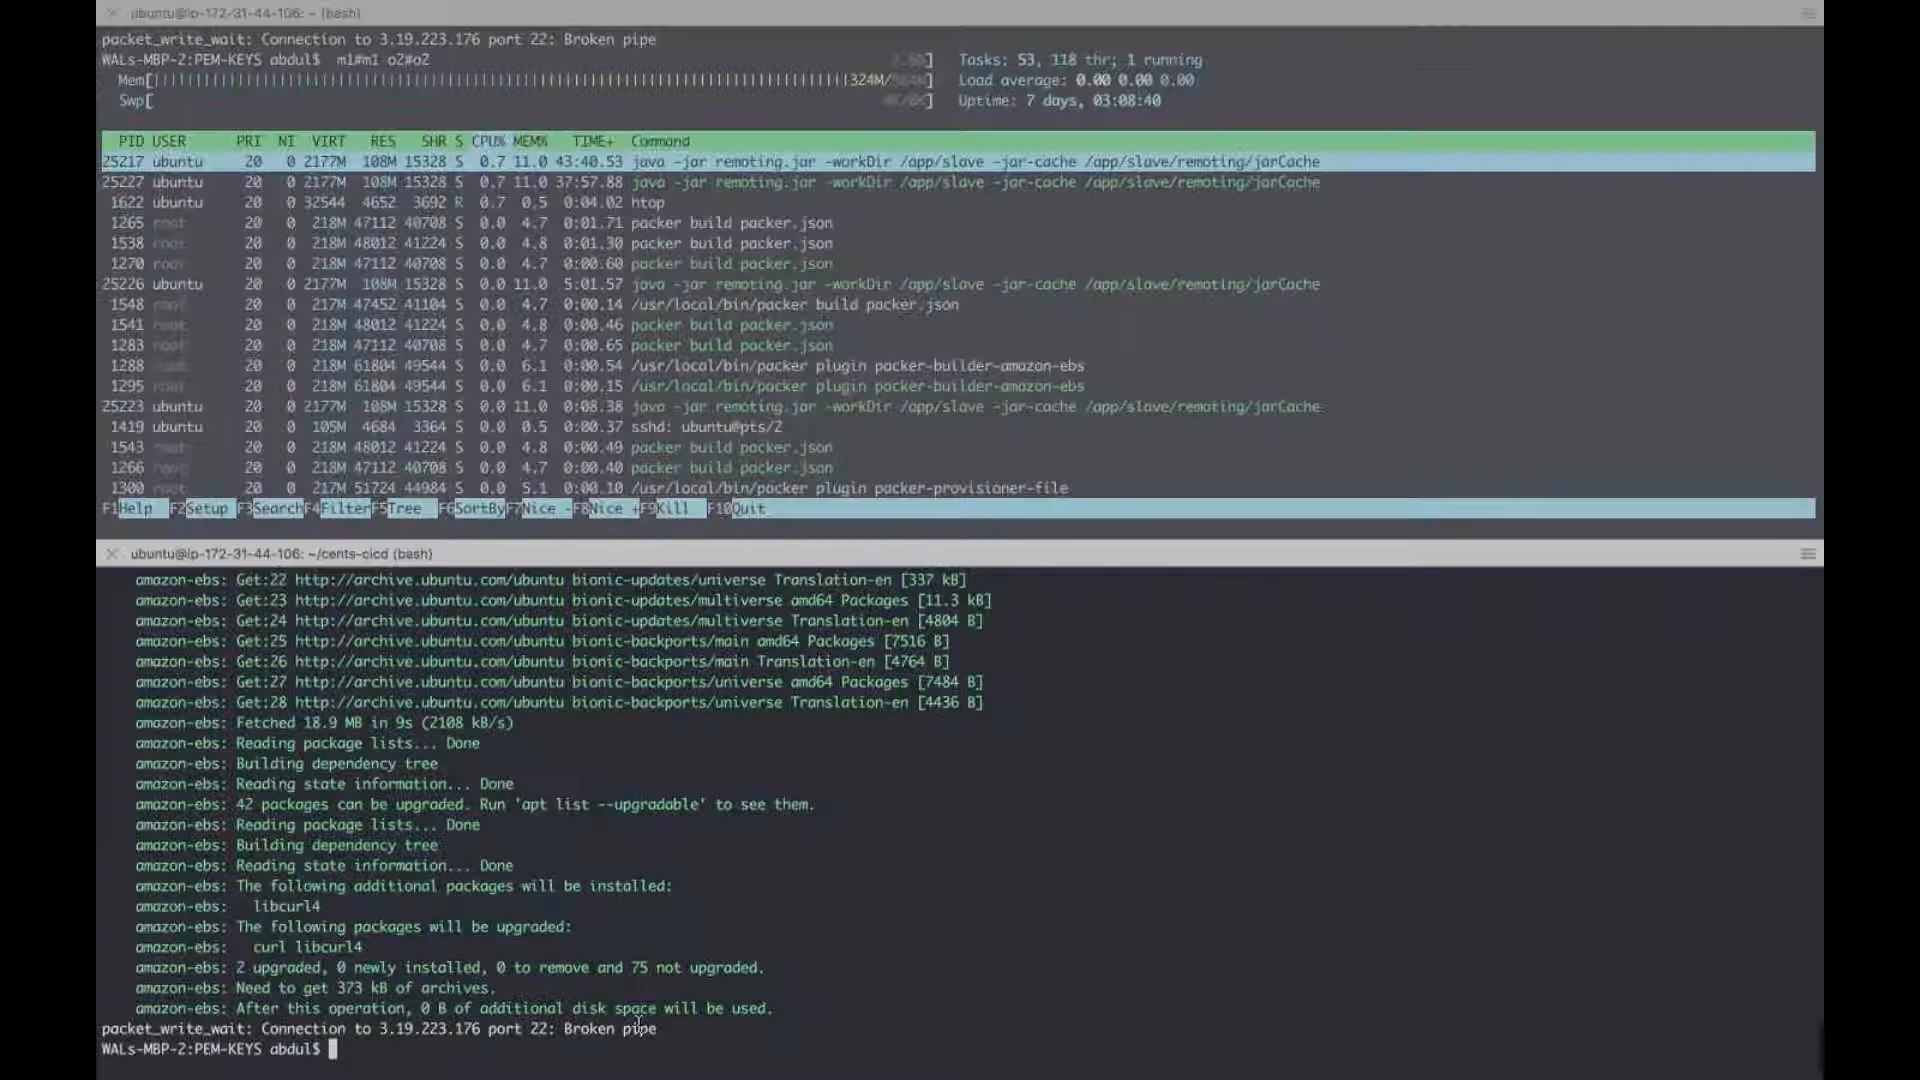 ubuntu@ip-172-31-44-106: ~ (bash)
packet_write_wait: Connection to 3.19.223.176 port 22: Broken pipe
WALs-MBP-2:PEM-KEYS abdul$ m1#m1 o2#o2 ] Tasks: 53, 118 thr; 1 running
Mem[||||||||||||||||||||||||||||||||||||||||||||||||||||||||||||||||||||||||||||||||||||324M/ ] Load average: 0.00 0.00 0.00
Swp[ ] Uptime: 7 days, 03:08:40
PID USER PRI NI VIRT RES SHR S CPU% MEM% TIME+ Command
25217 ubuntu 20 0 2177M 108M 15328 S 0.7 11.0 43:40.53 java -jar remoting.jar -workDir /app/slave -jar-cache /app/slave/remoting/jarCache
25227 ubuntu 20 0 2177M 108M 15328 S 0.7 11.0 37:57.88 java -jar remoting.jar -workDir /app/slave -jar-cache /app/slave/remoting/jarCache
1622 ubuntu 20 0 32544 4652 3692 R 0.7 0.5 0:04.02 htop
1265 root 20 0 218M 47112 40708 S 0.0 4.7 0:01.71 packer build packer.json
1538 root 20 0 218M 48012 41224 S 0.0 4.8 0:01.30 packer build packer.json
1270 root 20 0 218M 47112 40708 S 0.0 4.7 0:00.60 packer build packer.json
25226 ubuntu 20 0 2177M 108M 15328 S 0.0 11.0 5:01.57 java -jar remoting.jar -workDir /app/slave -jar-cache /app/slave/remoting/jarCache
1548 root 20 0 217M 47452 41104 S 0.0 4.7 0:00.14 /usr/local/bin/packer build packer.json
1541 root 20 0 218M 48012 41224 S 0.0 4.8 0:00.46 packer build packer.json
1283 root 20 0 218M 47112 40708 S 0.0 4.7 0:00.65 packer build packer.json
1288 root 20 0 218M 61804 49544 S 0.0 6.1 0:00.54 /usr/local/bin/packer plugin packer-builder-amazon-ebs
1295 root 20 0 218M 61804 49544 S 0.0 6.1 0:00.15 /usr/local/bin/packer plugin packer-builder-amazon-ebs
25223 ubuntu 20 0 2177M 108M 15328 S 0.0 11.0 0:08.38 java -jar remoting.jar -workDir /app/slave -jar-cache /app/slave/remoting/jarCache
1419 ubuntu 20 0 105M 4684 3364 S 0.0 0.5 0:00.37 sshd: ubuntu@pts/2
1543 root 20 0 218M 48012 41224 S 0.0 4.8 0:00.49 packer build packer.json
1266 root 20 0 218M 47112 40708 S 0.0 4.7 0:00.40 packer build packer.json
1300 root 20 0 217M 51724 44984 S 0.0 5.1 0:00.10 /usr/local/bin/packer plugin packer-provisioner-file
F1Help F2Setup F3SearchF4FilterF5Tree F6SortByF7Nice -F8Nice +F9Kill F10Quit
ubuntu@ip-172-31-44-106: ~/cents-cicd (bash)
amazon-ebs: Get:22 http://archive.ubuntu.com/ubuntu bionic-updates/universe Translation-en [337 kB]
amazon-ebs: Get:23 http://archive.ubuntu.com/ubuntu bionic-updates/multiverse amd64 Packages [11.3 kB]
amazon-ebs: Get:24 http://archive.ubuntu.com/ubuntu bionic-updates/multiverse Translation-en [4804 B]
amazon-ebs: Get:25 http://archive.ubuntu.com/ubuntu bionic-backports/main amd64 Packages [7516 B]
amazon-ebs: Get:26 http://archive.ubuntu.com/ubuntu bionic-backports/main Translation-en [4764 B]
amazon-ebs: Get:27 http://archive.ubuntu.com/ubuntu bionic-backports/universe amd64 Packages [7484 B]
amazon-ebs: Get:28 http://archive.ubuntu.com/ubuntu bionic-backports/universe Translation-en [4436 B]
amazon-ebs: Fetched 18.9 MB in 9s (2108 kB/s)
amazon-ebs: Reading package lists... Done
amazon-ebs: Building dependency tree
amazon-ebs: Reading state information... Done
amazon-ebs: 42 packages can be upgraded. Run 'apt list --upgradable' to see them.
amazon-ebs: Reading package lists... Done
amazon-ebs: Building dependency tree
amazon-ebs: Reading state information... Done
amazon-ebs: The following additional packages will be installed:
amazon-ebs: libcurl4
amazon-ebs: The following packages will be upgraded:
amazon-ebs: curl libcurl4
amazon-ebs: 2 upgraded, 0 newly installed, 0 to remove and 75 not upgraded.
amazon-ebs: Need to get 373 kB of archives.
amazon-ebs: After this operation, 0 B of additional disk space will be used.
packet_write_wait: Connection to 3.19.223.176 port 22: Broken pipe
WALs-MBP-2:PEM-KEYS abdul$